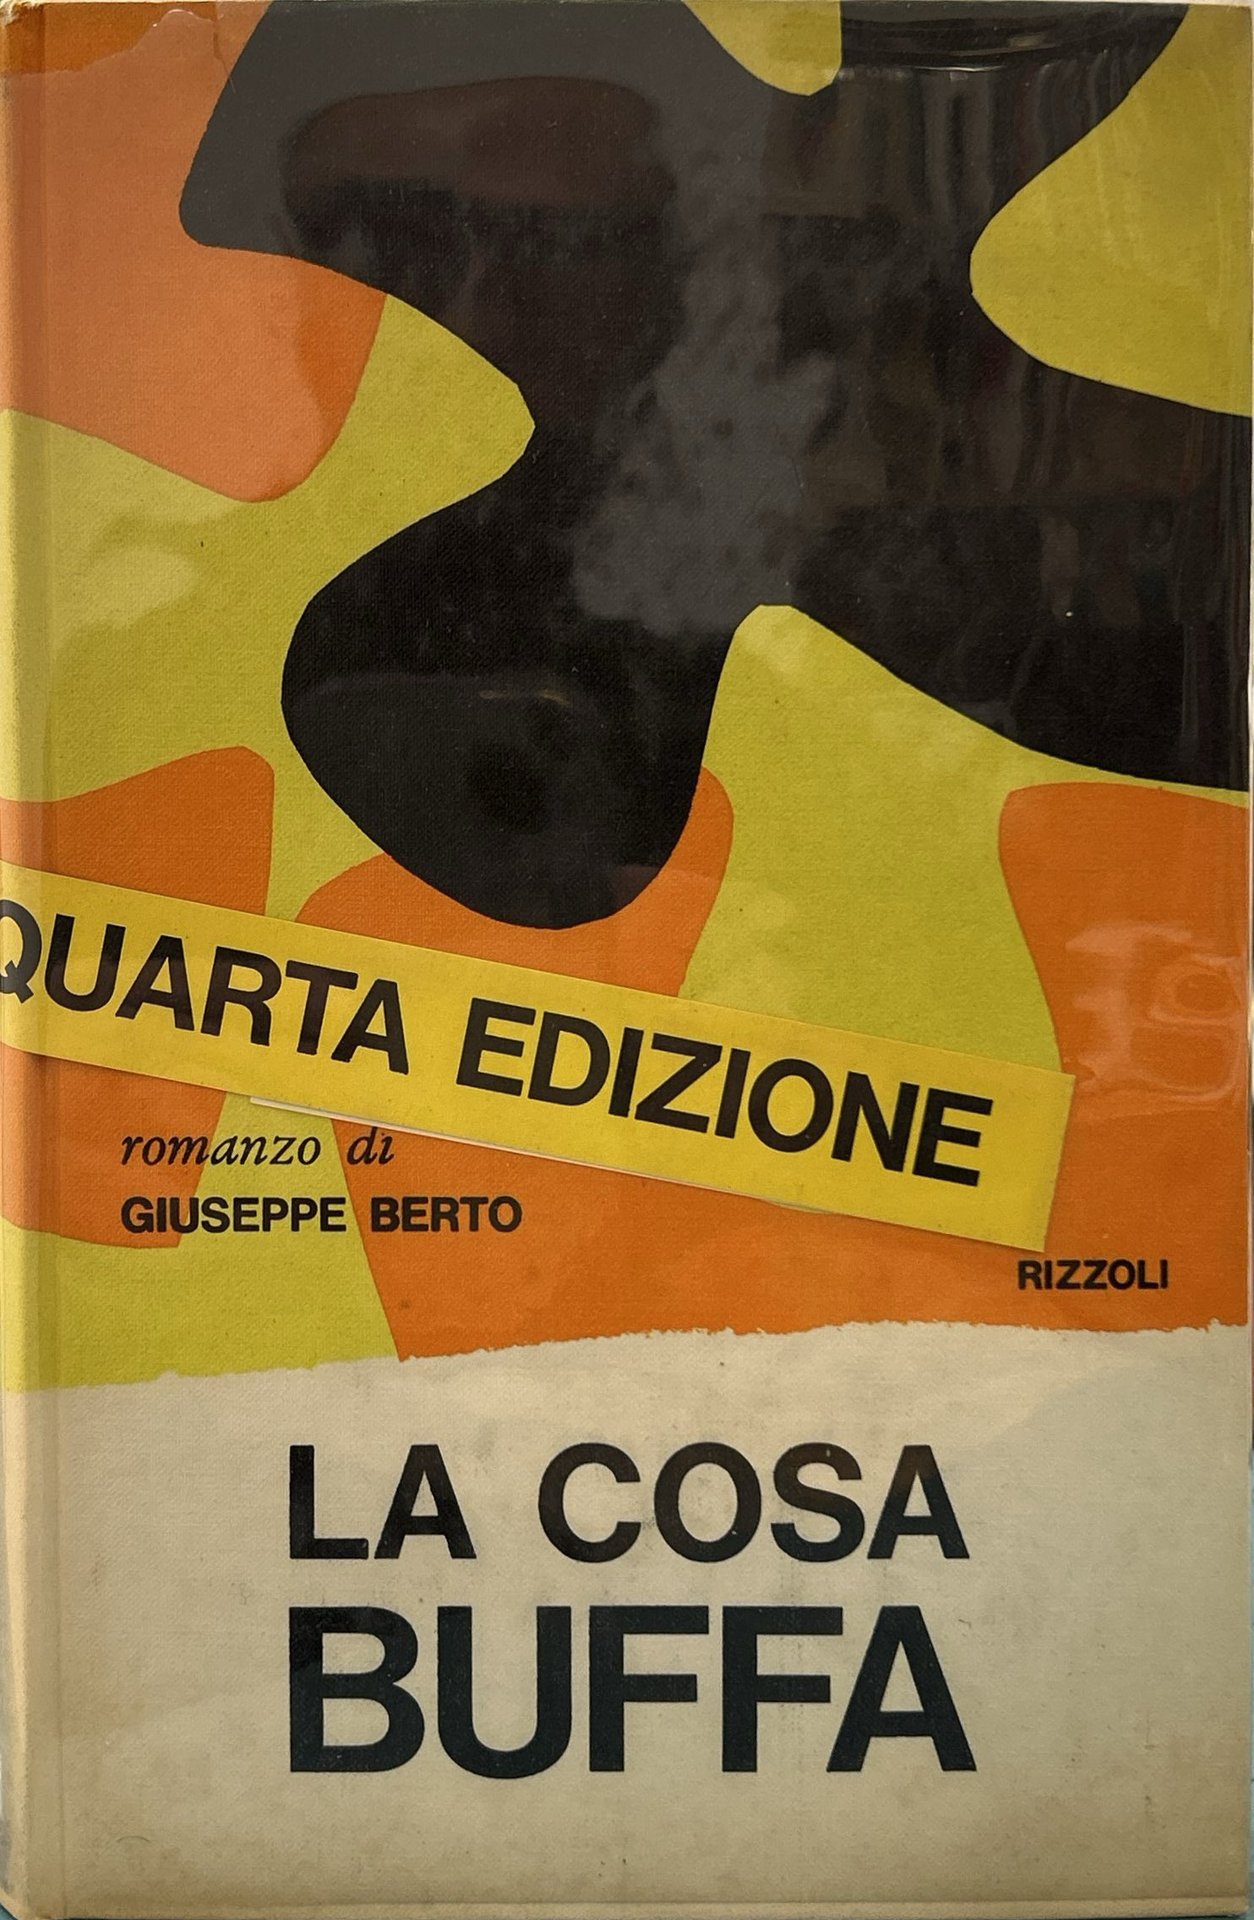 QUARTA EDIZIONE
romanzo di
GIUSEPPE BERTO
RIZZOLI
LA COSA
BUFFA